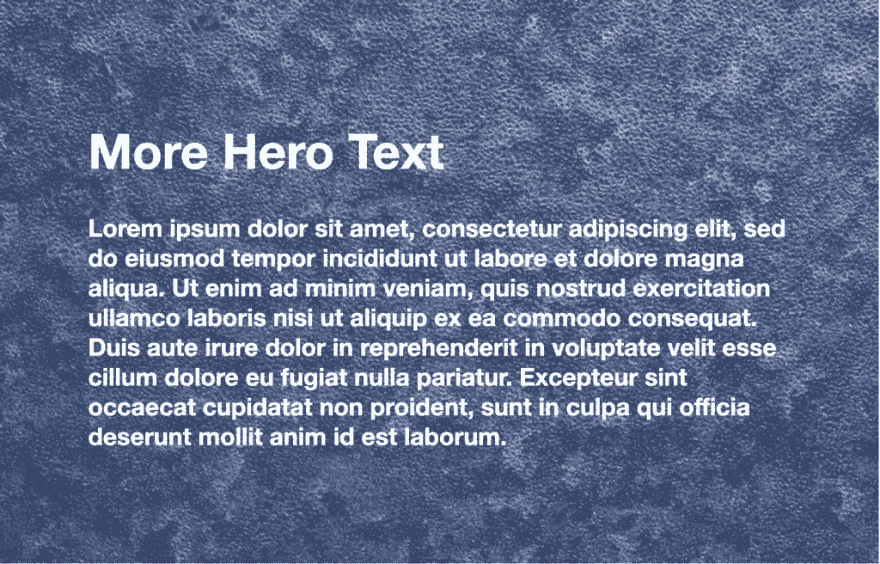 More Hero Text
Lorem ipsum dolor sit amet, consectetur adipiscing elit, sed
do eiusmod tempor incididunt ut labore et dolore magna
aliqua. Ut enim ad minim veniam, quis nostrud exercitation
ullamco laboris nisi ut aliquip ex ea commodo consequat.
Duis aute irure dolor in reprehenderit in voluptate velit esse
cillum dolore eu fugiat nulla pariatur. Excepteur sint
occaecat cupidatat non proident, sunt in culpa qui officia
deserunt mollit anim id est laborum.